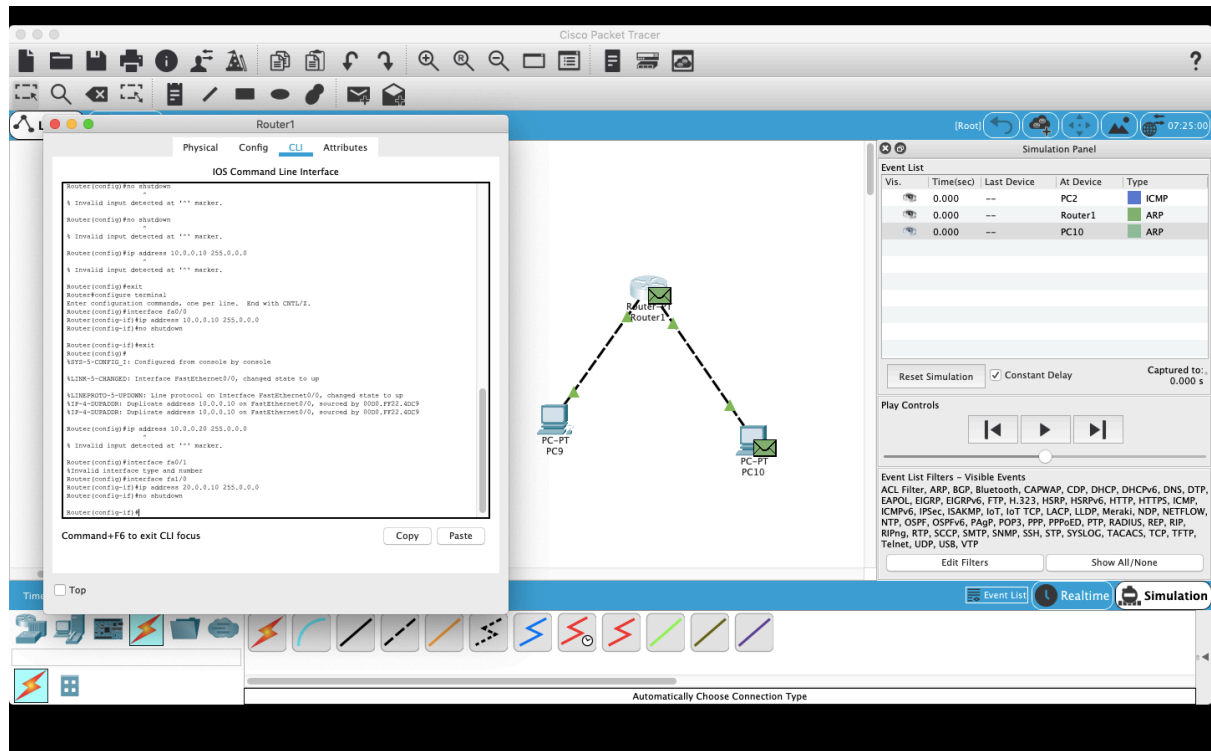 Cisco Packet Tracer
?
[Root]
07:25:00
Router1
Physical Config CLI Attributes
IOS Command Line Interface
Router(config)#no shutdown
^
% Invalid input detected at '^' marker.
Router(config)#no shutdown
^
% Invalid input detected at '^' marker.
Router(config)#ip address 10.0.0.10 255.0.0.0
^
% Invalid input detected at '^' marker.
Router(config)#exit
Router#configure terminal
Enter configuration commands, one per line. End with CNTL/Z.
Router(config)#interface fa0/0
Router(config-if)#ip address 10.0.0.10 255.0.0.0
Router(config-if)#no shutdown
Router(config-if)#exit
Router(config)#
%SYS-5-CONFIG_I: Configured from console by console
%LINK-5-CHANGED: Interface FastEthernet0/0, changed state to up
%LINEPROTO-5-UPDOWN: Line protocol on Interface FastEthernet0/0, changed state to up
%IP-4-DUPADDR: Duplicate address 10.0.0.10 on FastEthernet0/0, sourced by 00D0.FF22.4DC9
%IP-4-DUPADDR: Duplicate address 10.0.0.10 on FastEthernet0/0, sourced by 00D0.FF22.4DC9
Router(config)#ip address 10.0.0.20 255.0.0.0
^
% Invalid input detected at '^' marker.
Router(config)#interface fa0/1
%Invalid interface type and number
Router(config)#interface fa1/0
Router(config-if)#ip address 20.0.0.10 255.0.0.0
Router(config-if)#no shutdown
Router(config-if)#
Command+F6 to exit CLI focus
Copy Paste
Top
Router-PT
Router1
PC-PT
PC9
PC-PT
PC10
Simulation Panel
Event List
Vis. Time(sec) Last Device At Device Type
0.000 -- PC2 ICMP
0.000 -- Router1 ARP
0.000 -- PC10 ARP
Reset Simulation Constant Delay Captured to:
0.000 s
Play Controls
Event List Filters - Visible Events
ACL Filter, ARP, BGP, Bluetooth, CAPWAP, CDP, DHCP, DHCPv6, DNS, DTP,
EAPOL, EIGRP, EIGRPv6, FTP, H.323, HSRP, HSRPv6, HTTP, HTTPS, ICMP,
ICMPv6, IPSec, ISAKMP, IoT, IoT TCP, LACP, LLDP, Meraki, NDP, NETFLOW,
NTP, OSPF, OSPFv6, PAgP, POP3, PPP, PPPoED, PTP, RADIUS, REP, RIP,
RIPng, RTP, SCCP, SMTP, SNMP, SSH, STP, SYSLOG, TACACS, TCP, TFTP,
Telnet, UDP, USB, VTP
Edit Filters Show All/None
Time
Event List Realtime Simulation
Automatically Choose Connection Type